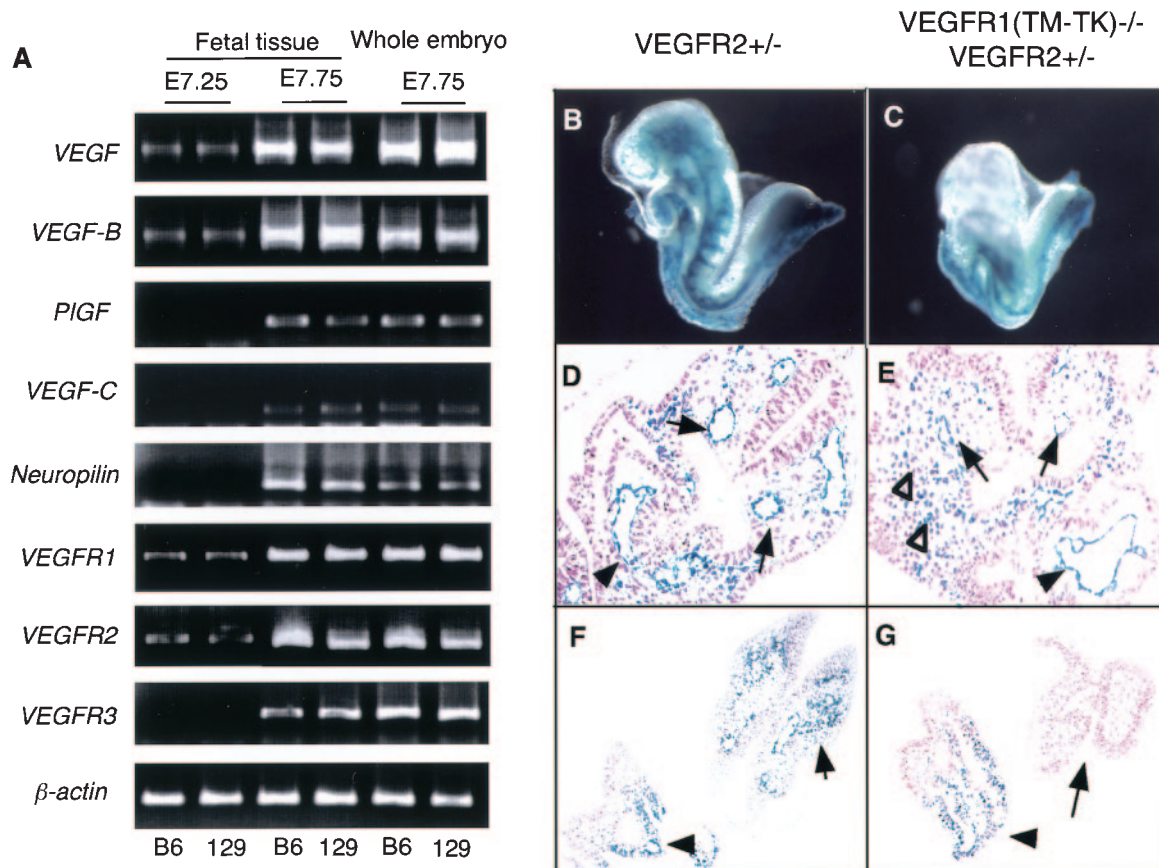 A
Fetal tissue Whole embryo
E7.25 E7.75 E7.75
VEGF
VEGF-B
PlGF
VEGF-C
Neuropilin
VEGFR1
VEGFR2
VEGFR3
β-actin
B6 129 B6 129 B6 129
VEGFR2+/-
VEGFR1(TM-TK)-/-
VEGFR2+/-
B
C
D
E
F
G